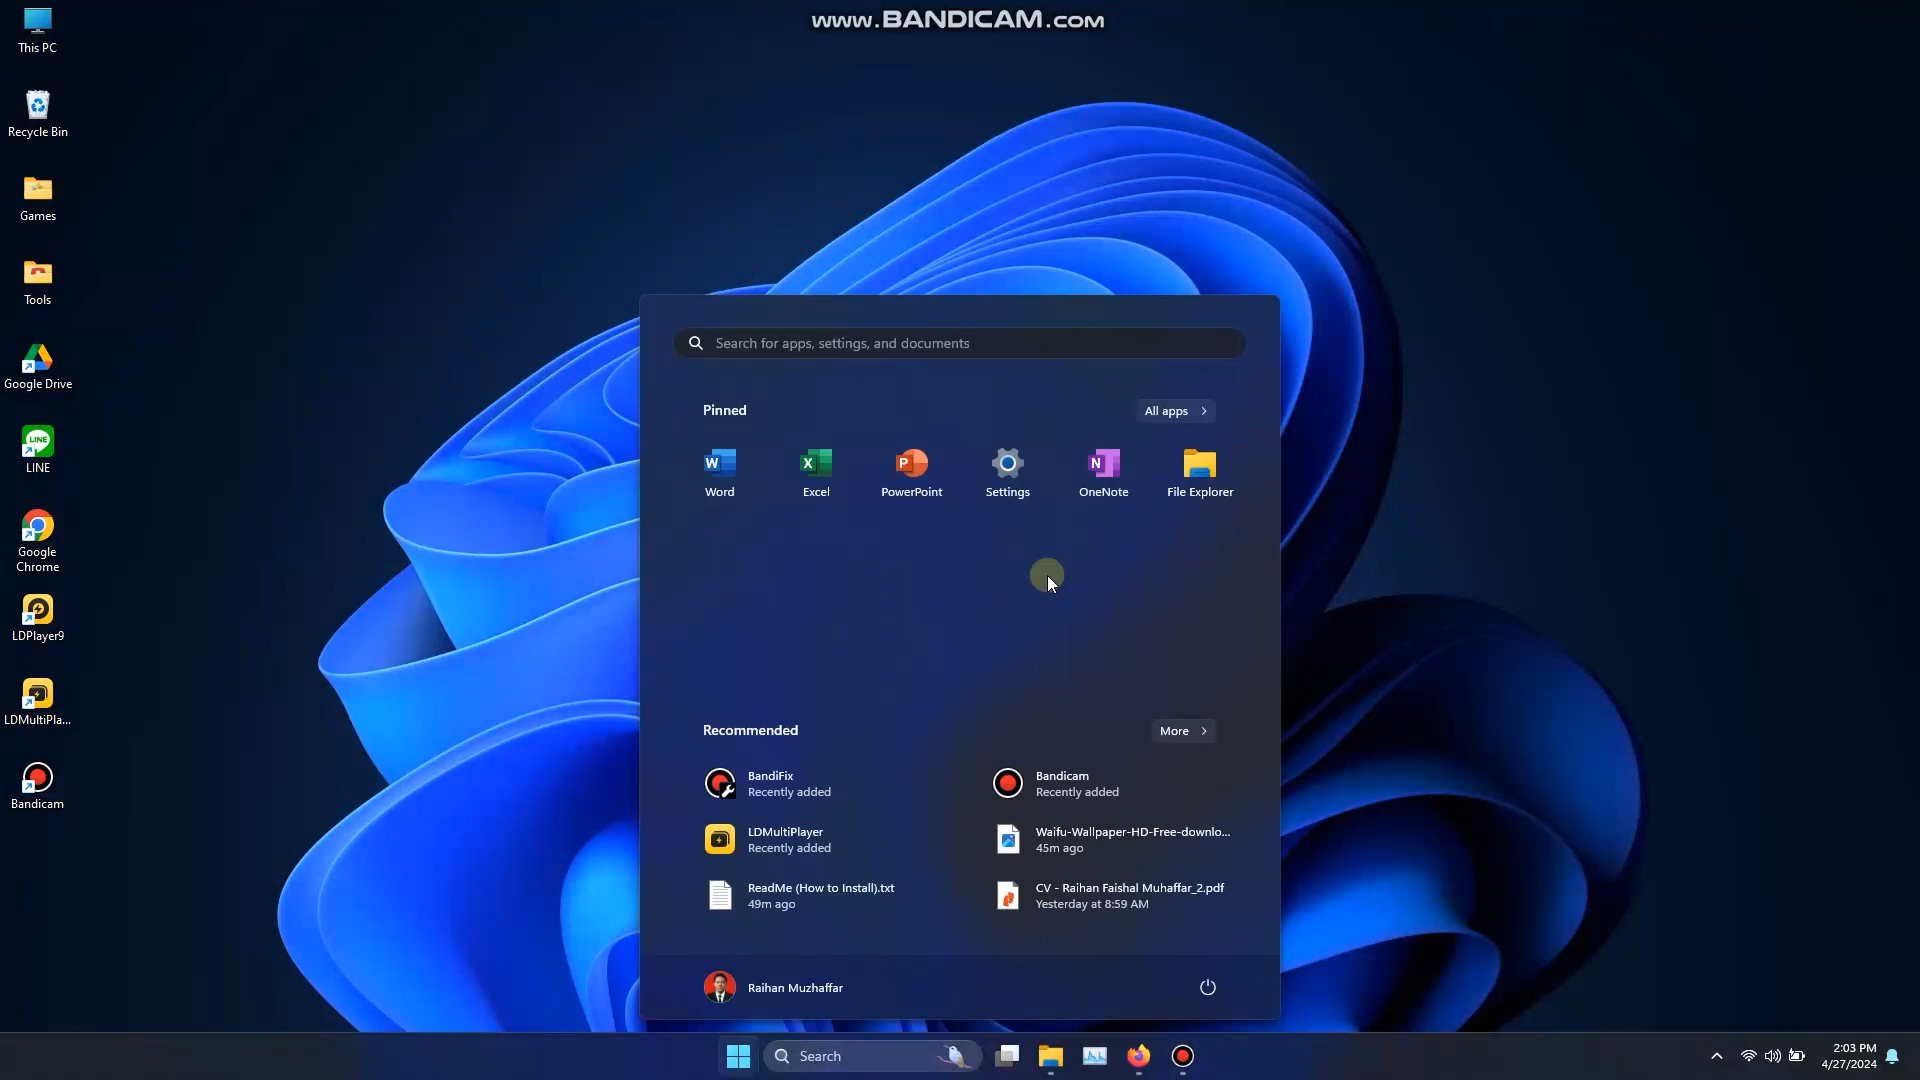 www.BANDICAM.com
This PC
Recycle Bin
Games
Tools
Google Drive
LINE
Google
Chrome
LDPlayer9
LDMultiPla...
Bandicam
Search for apps, settings, and documents
Pinned
All apps
Word
Excel
PowerPoint
Settings
OneNote
File Explorer
Recommended
More
BandiFix
Recently added
Bandicam
Recently added
LDMultiPlayer
Recently added
Waifu-Wallpaper-HD-Free-downlo...
45m ago
ReadMe (How to Install).txt
49m ago
CV - Raihan Faishal Muhaffar_2.pdf
Yesterday at 8:59 AM
Raihan Muzhaffar
Search
2:03 PM
4/27/2024